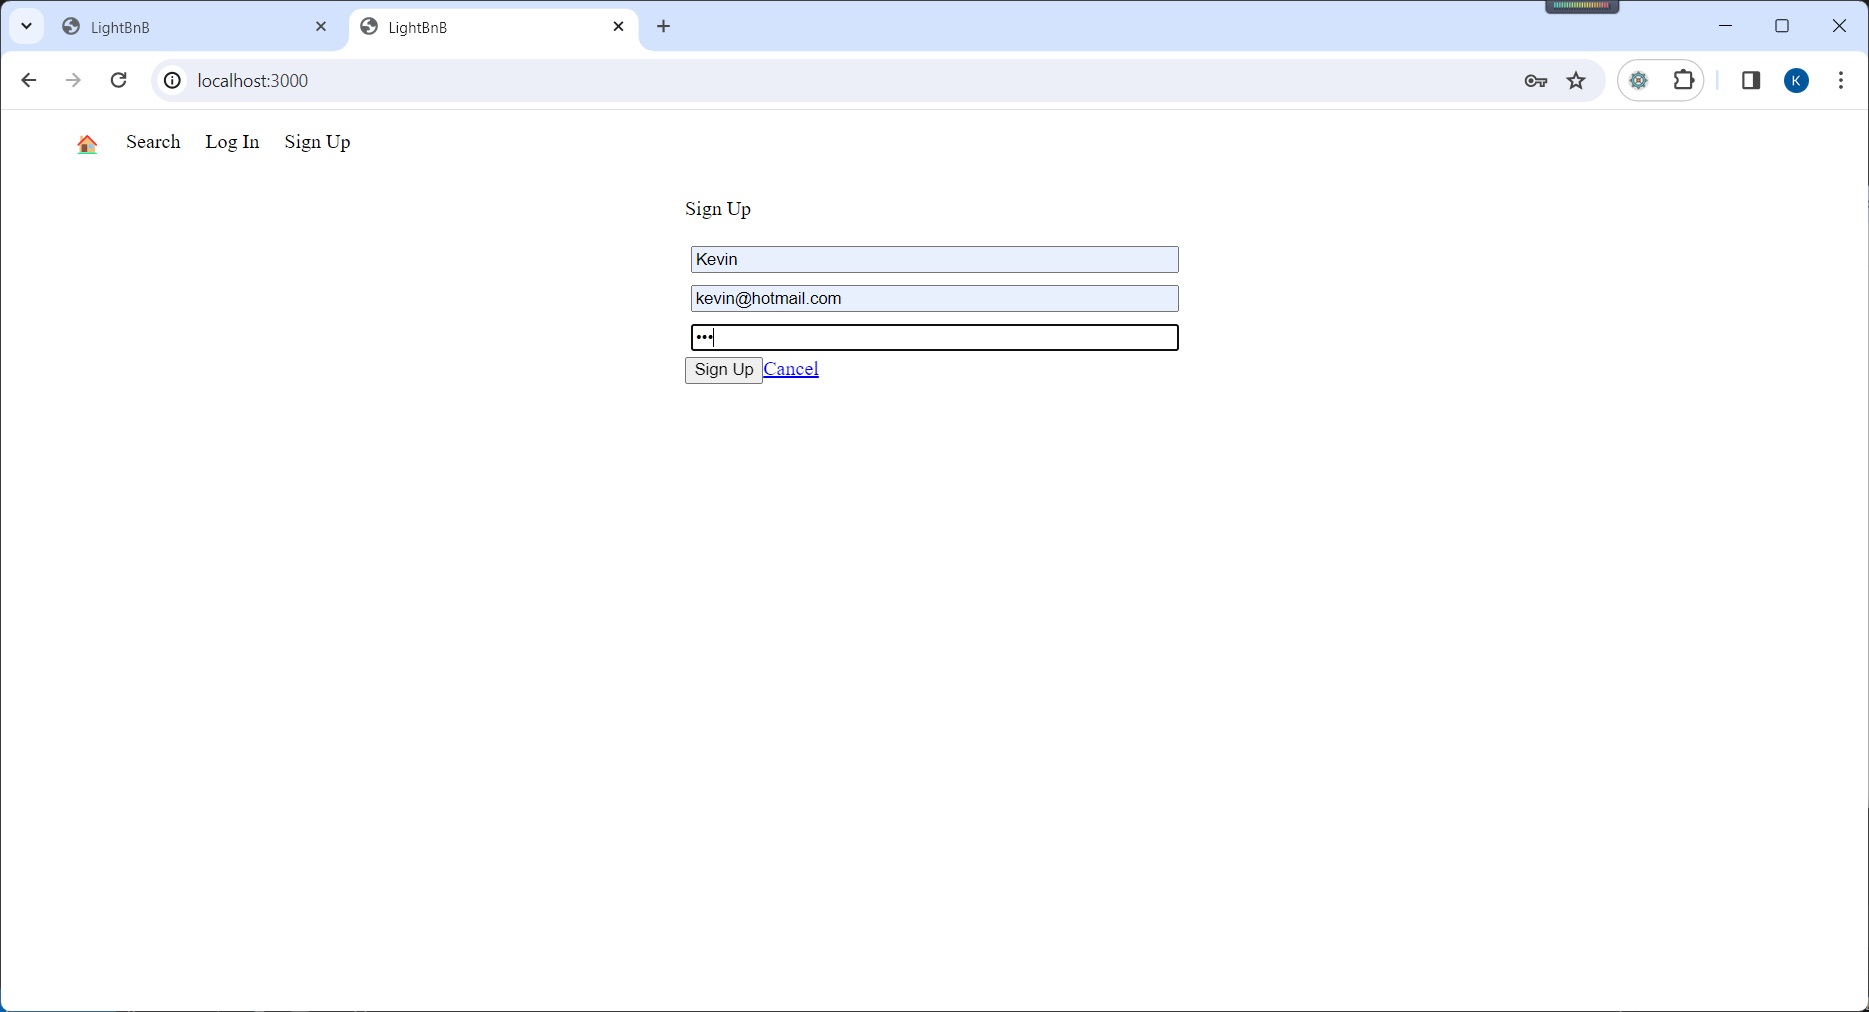 LightBnB
LightBnB
localhost:3000
K
Search Log In Sign Up
Sign Up
Kevin
kevin@hotmail.com
•••
Sign Up Cancel